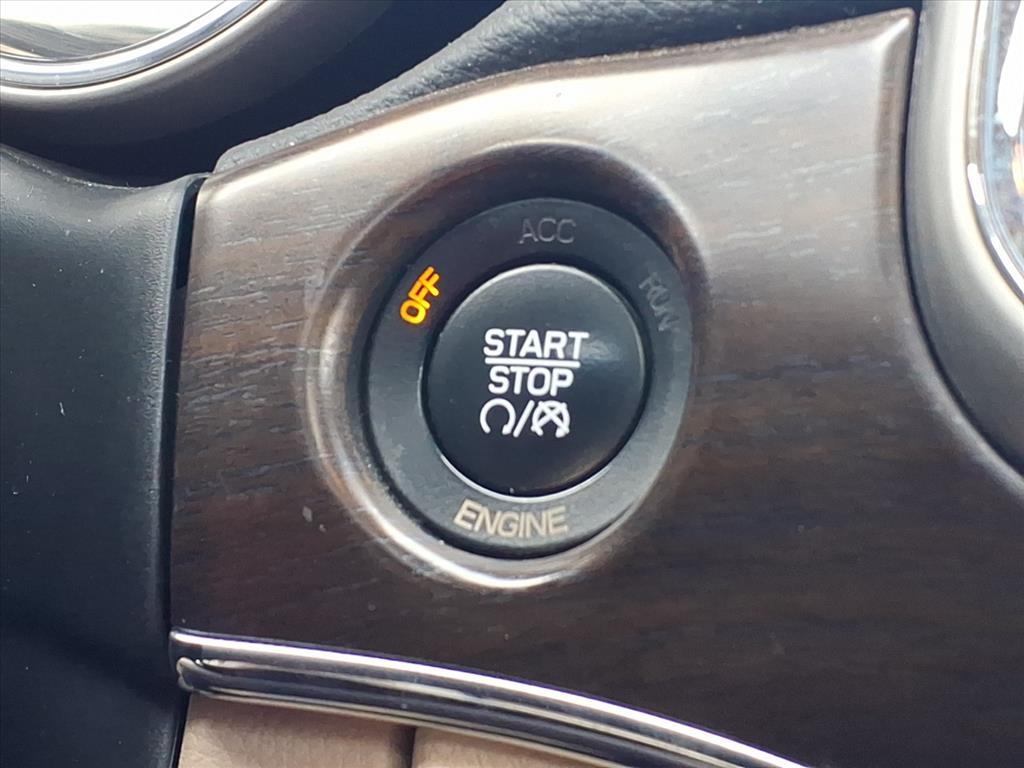 ACC
OFF
RUN
START
STOP
/
ENGINE